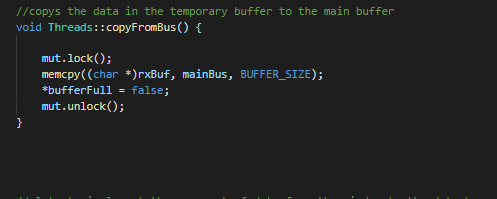 //copys the data in the temporary buffer to the main buffer
void Threads::copyFromBus() {
mut.lock();
memcpy((char *)rxBuf, mainBus, BUFFER_SIZE);
*bufferFull = false;
mut.unlock();
}